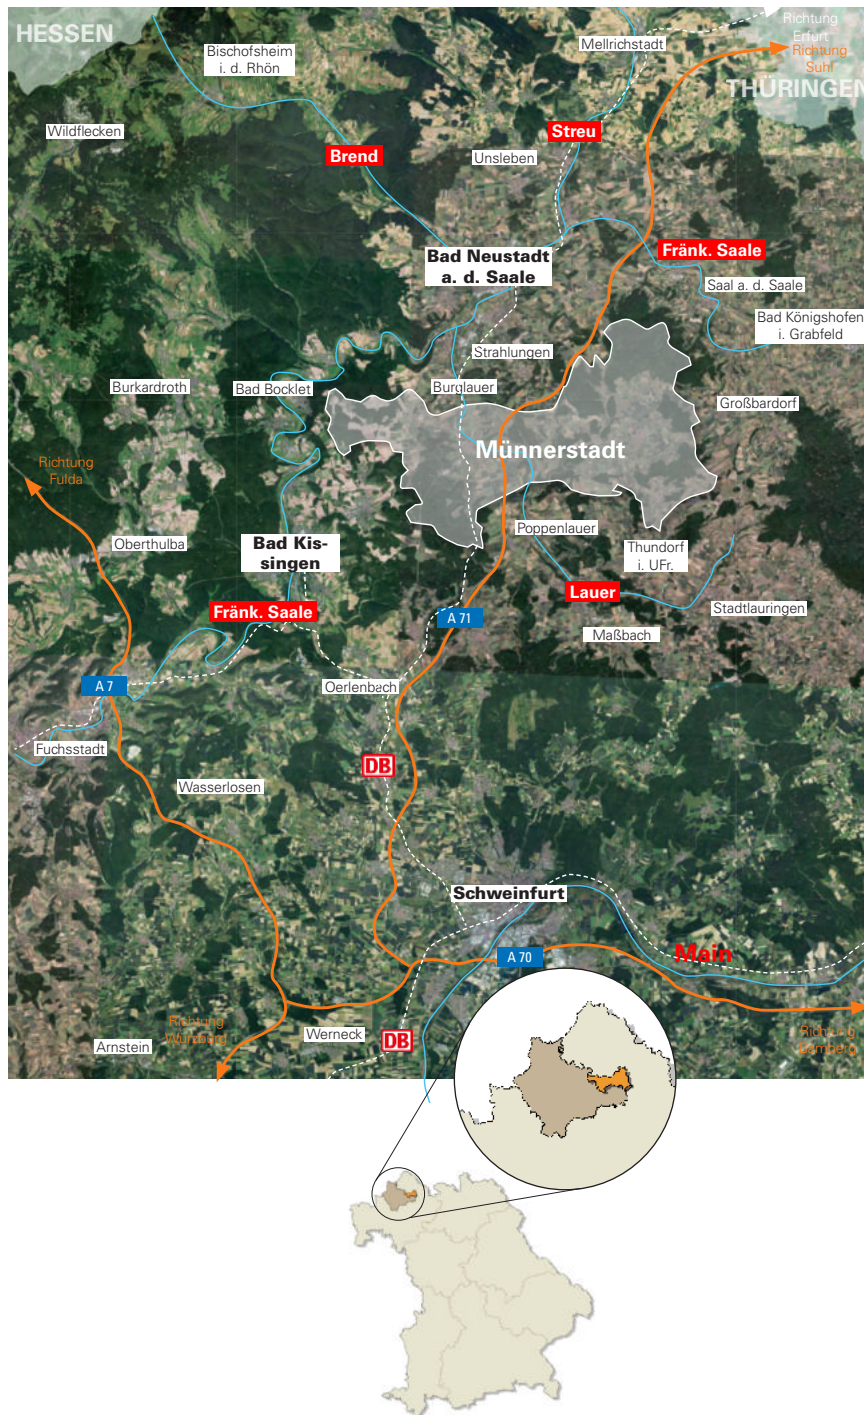 HESSEN
Bischofsheim
i. d. Rhön
Mellrichstadt
Richtung
Erfurt
Richtung
Suhl
THÜRINGEN
Wildflecken
Brend
Streu
Unsleben
Bad Neustadt
a. d. Saale
Fränk. Saale
Saal a. d. Saale
Bad Königshofen
i. Grabfeld
Strahlungen
Burkardroth
Bad Bocklet
Burglauer
Großbardorf
Münnerstadt
Richtung
Fulda
Oberthulba
Bad Kis-
singen
Poppenlauer
Thundorf
i. UFr.
Fränk. Saale
Lauer
Stadtlauringen
A 71
Maßbach
A 7
Oerlenbach
Fuchsstadt
DB
Wasserlosen
Schweinfurt
Main
A 70
Richtung
Würzburg
Werneck
DB
Arnstein
Richtung
Bamberg